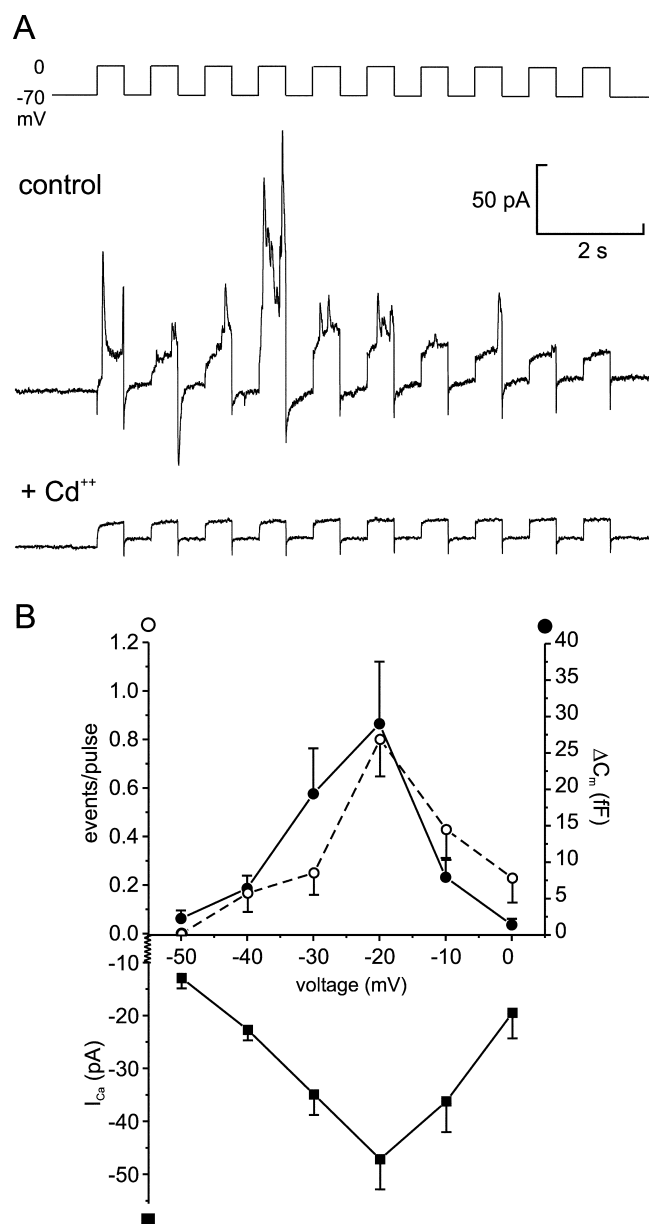 A
0
-70
mV
control
50 pA
2 s
+ Cd++
B
1.2
1.0
0.8
0.6
0.4
0.2
0.0
events/pulse
40
35
30
25
20
15
10
5
0
ΔCm (fF)
-50 -40 -30 -20 -10 0
voltage (mV)
-10
-20
-30
-40
-50
ICa (pA)